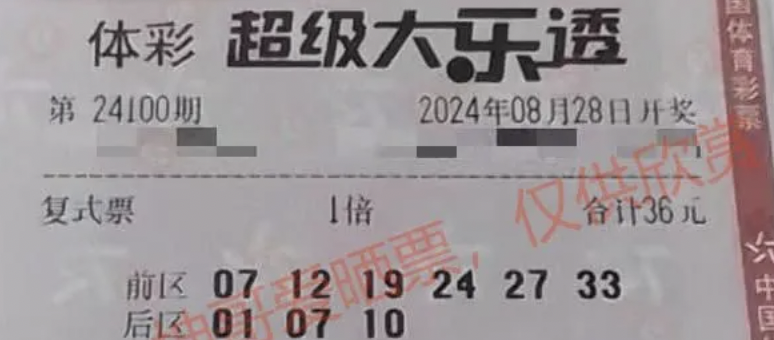 体彩 超级大乐透
第 24100期 2024年08月28日开奖
复式票 1倍 合计36元
前区 07 12 19 24 27 33
后区 01 07 10
国体育彩票
中国
哥爱晒票，仅供欣赏